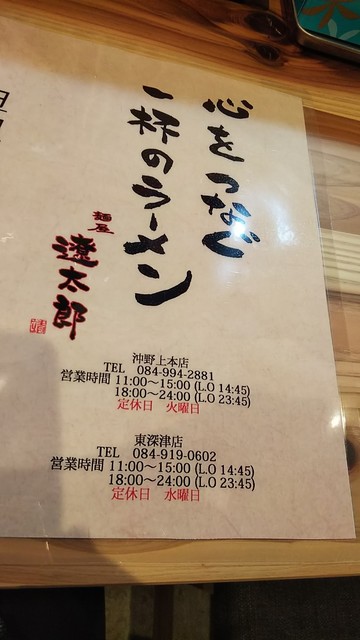 心をつなぐ
一杯のラーメン
麺屋
遼太郎
沖野上本店
TEL 084-994-2881
営業時間 11:00〜15:00 (L.O 14:45)
18:00〜24:00 (L.O 23:45)
定休日 火曜日
東深津店
TEL 084-919-0602
営業時間 11:00〜15:00 (L.O 14:45)
18:00〜24:00 (L.O 23:45)
定休日 水曜日